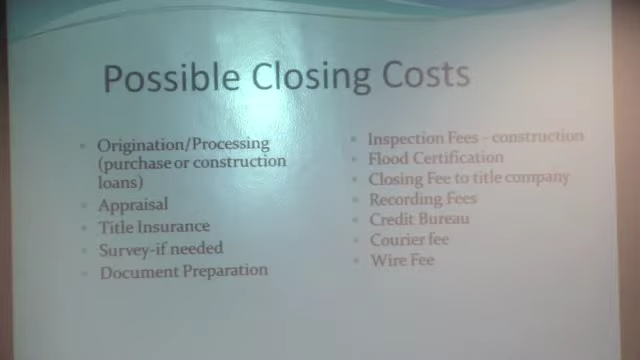 Possible Closing Costs
Origination/Processing
(purchase or construction
loans)
Appraisal
Title Insurance
Survey-if needed
Document Preparation
Inspection Fees - construction
Flood Certification
Closing Fee to title company
Recording Fees
Credit Bureau
Courier fee
Wire Fee